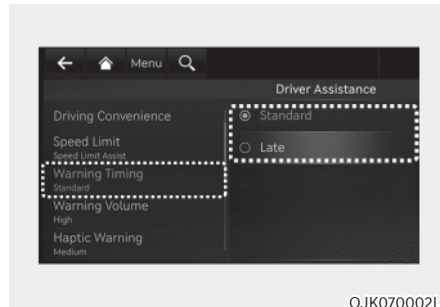 Menu
Driver Assistance
Driving Convenience
Speed Limit
Speed Limit Assist
Warning Timing
Standard
Warning Volume
High
Haptic Warning
Medium
Standard
Late
OJK070002L